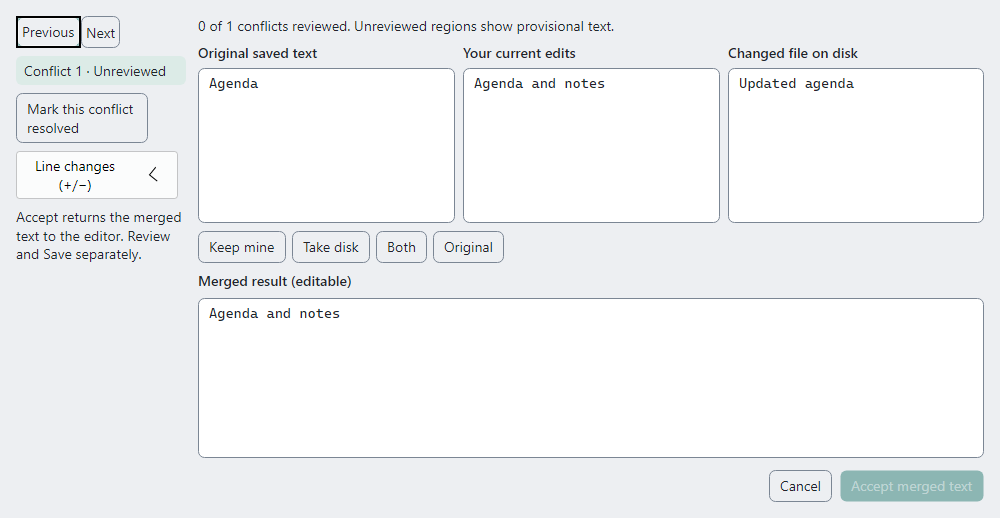 Previous
Next
Conflict 1 · Unreviewed
Mark this conflict
resolved
Line changes
(+/−)
Accept returns the merged
text to the editor. Review
and Save separately.
0 of 1 conflicts reviewed. Unreviewed regions show provisional text.
Original saved text
Agenda
Your current edits
Agenda and notes
Changed file on disk
Updated agenda
Keep mine
Take disk
Both
Original
Merged result (editable)
Agenda and notes
Cancel
Accept merged text